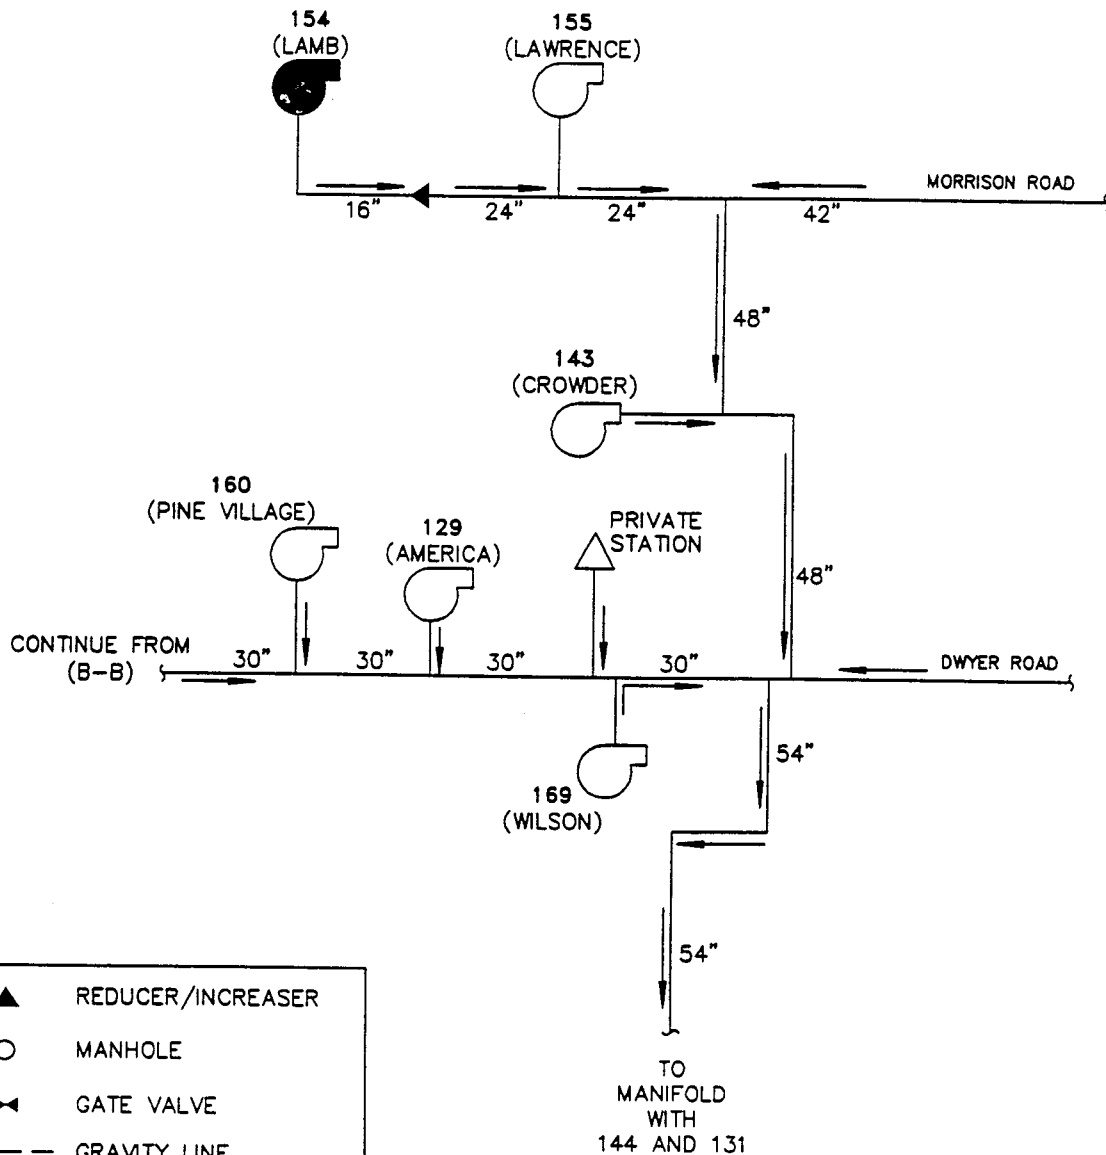 154
(LAMB)
155
(LAWRENCE)
MORRISON ROAD
16"
24"
24"
42"
48"
143
(CROWDER)
160
(PINE VILLAGE)
129
(AMERICA)
PRIVATE
STATION
48"
CONTINUE FROM
(B-B)
30"
30"
30"
30"
DWYER ROAD
54"
169
(WILSON)
54"
REDUCER/INCREASER
MANHOLE
GATE VALVE
GRAVITY LINE
TO
MANIFOLD
WITH
144 AND 131